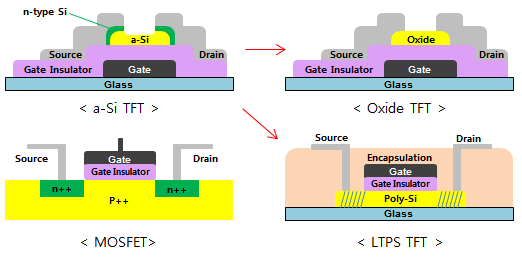 n-type Si
a-Si
Source
Drain
Gate Insulator
Gate
Glass
< a-Si TFT >
Oxide
Source
Drain
Gate Insulator
Gate
Glass
< Oxide TFT >
Source
Drain
Gate
Gate Insulator
n++
n++
P++
< MOSFET>
Source
Drain
Encapsulation
Gate
Gate Insulator
Poly-Si
Glass
< LTPS TFT >